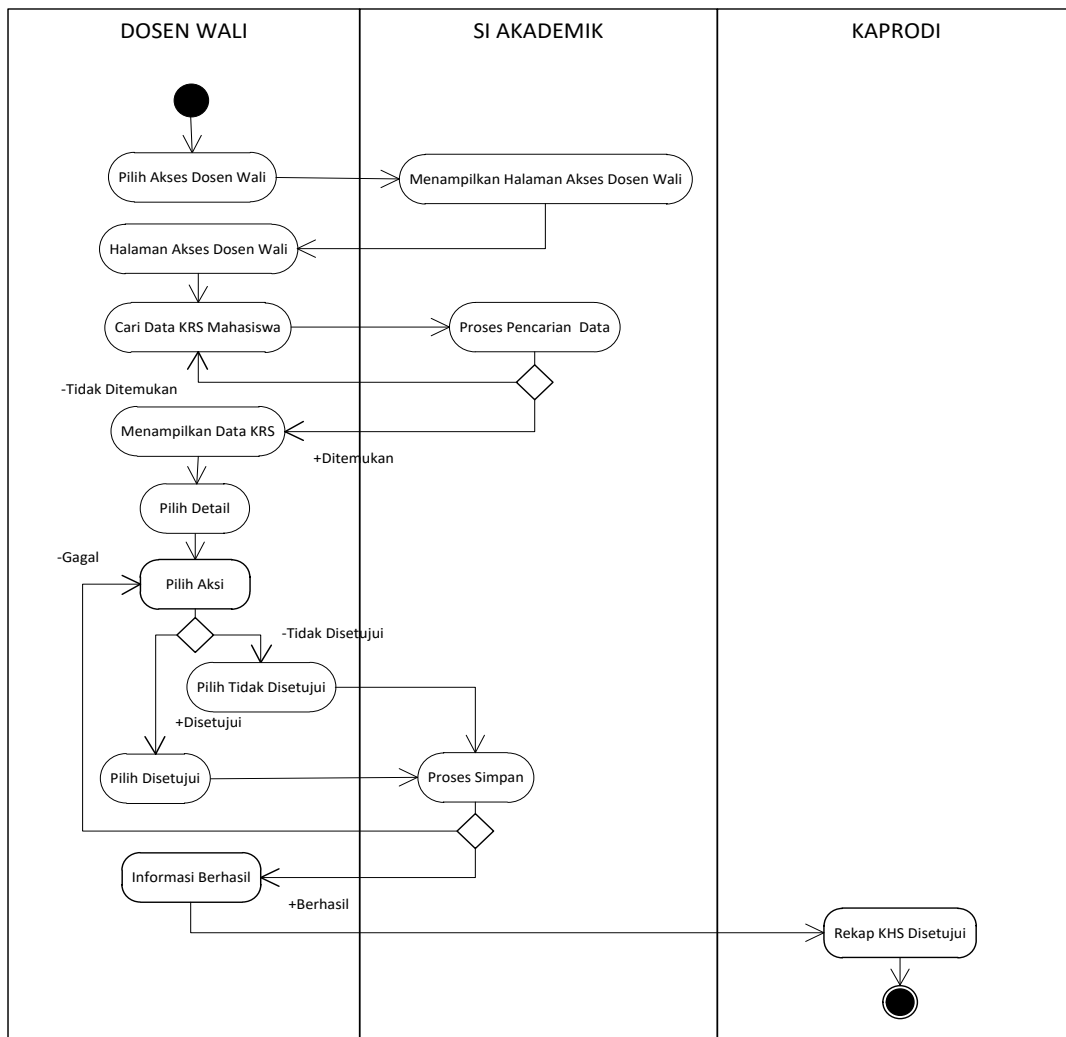 DOSEN WALI
SI AKADEMIK
KAPRODI
Pilih Akses Dosen Wali
Menampilkan Halaman Akses Dosen Wali
Halaman Akses Dosen Wali
Cari Data KRS Mahasiswa
Proses Pencarian Data
-Tidak Ditemukan
Menampilkan Data KRS
+Ditemukan
Pilih Detail
-Gagal
Pilih Aksi
-Tidak Disetujui
Pilih Tidak Disetujui
+Disetujui
Pilih Disetujui
Proses Simpan
Informasi Berhasil
+Berhasil
Rekap KHS Disetujui